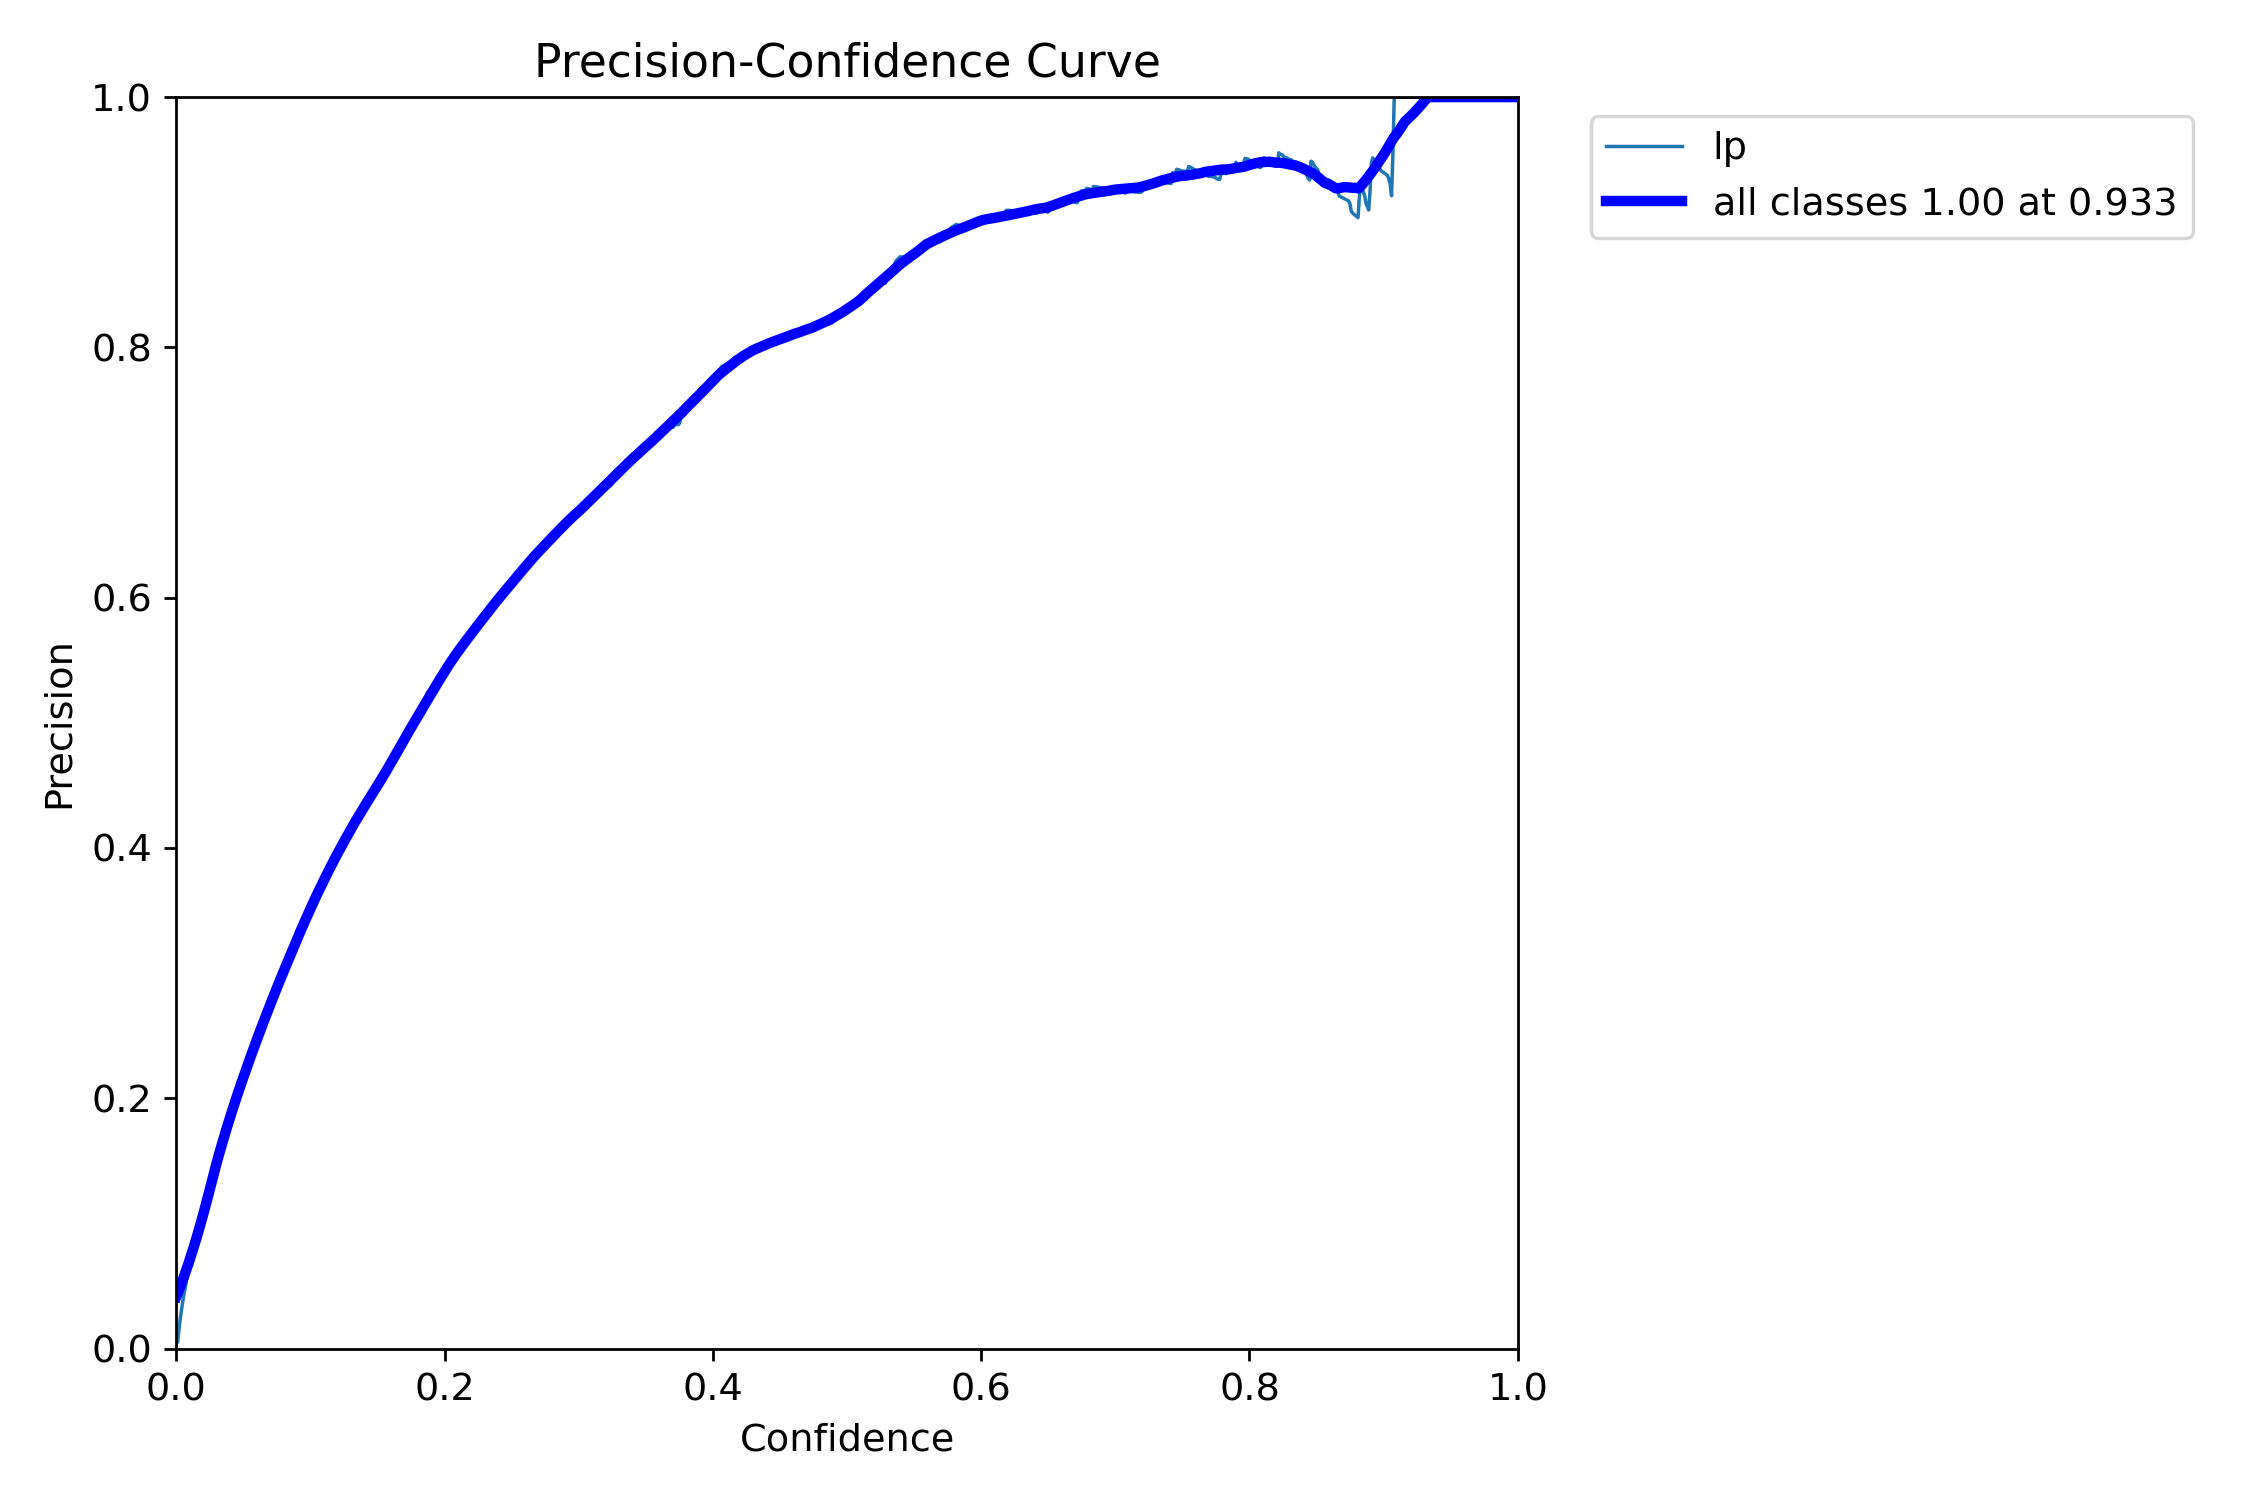 Precision-Confidence Curve
1.0
0.8
0.6
0.4
0.2
0.0
Precision
0.0 0.2 0.4 0.6 0.8 1.0
Confidence
lp
all classes 1.00 at 0.933